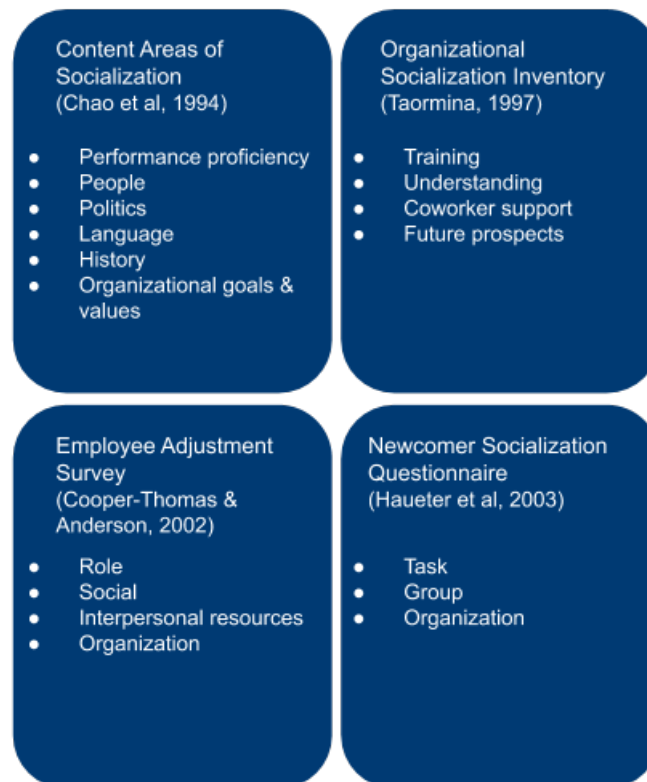 Content Areas of
Socialization
(Chao et al, 1994)
● Performance proficiency
● People
● Politics
● Language
● History
● Organizational goals &
values
Organizational
Socialization Inventory
(Taormina, 1997)
● Training
● Understanding
● Coworker support
● Future prospects
Employee Adjustment
Survey
(Cooper-Thomas &
Anderson, 2002)
● Role
● Social
● Interpersonal resources
● Organization
Newcomer Socialization
Questionnaire
(Haueter et al, 2003)
● Task
● Group
● Organization